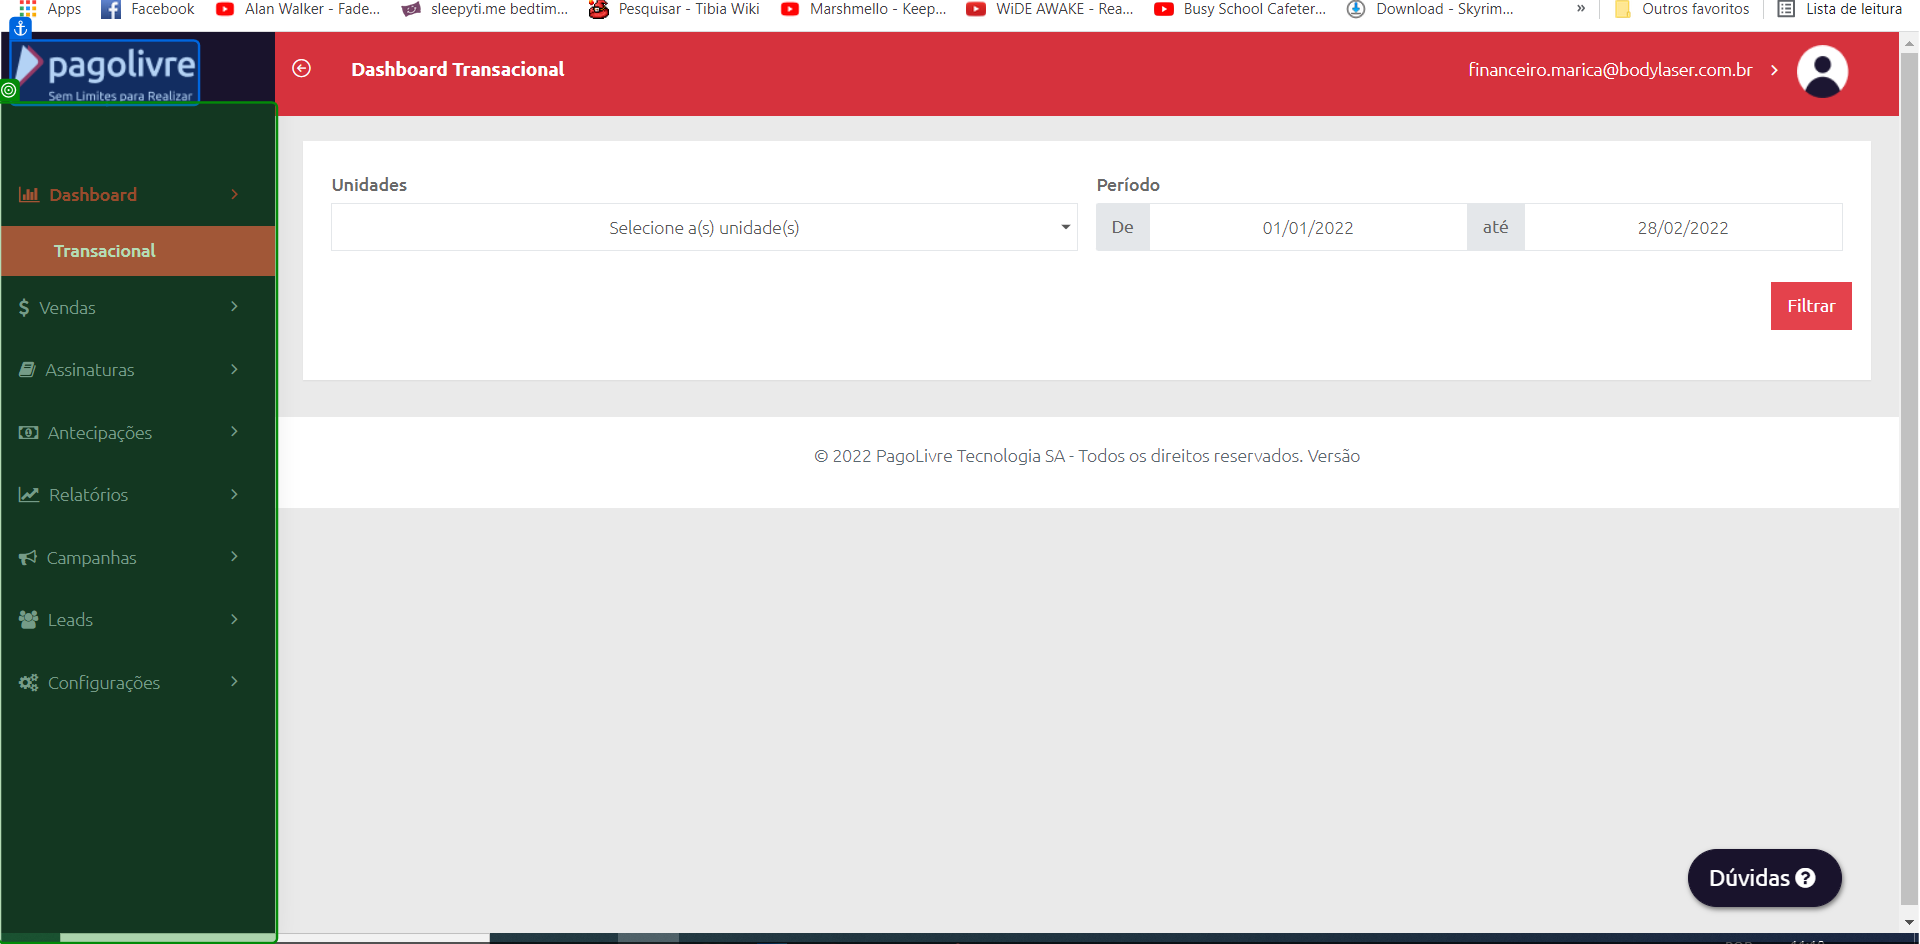 Apps Facebook Alan Walker - Fade... sleepyti.me bedtim... Pesquisar - Tibia Wiki Marshmello - Keep... WiDE AWAKE - Rea... Busy School Cafeter... Download - Skyrim... » Outros favoritos Lista de leitura
pagolivre
Sem Limites para Realizar
Dashboard Transacional
financeiro.marica@bodylaser.com.br
Dashboard
Transacional
Vendas
Assinaturas
Antecipações
Relatórios
Campanhas
Leads
Configurações
Unidades
Selecione a(s) unidade(s)
Período
De 01/01/2022 até 28/02/2022
Filtrar
© 2022 PagoLivre Tecnologia SA - Todos os direitos reservados. Versão
Dúvidas